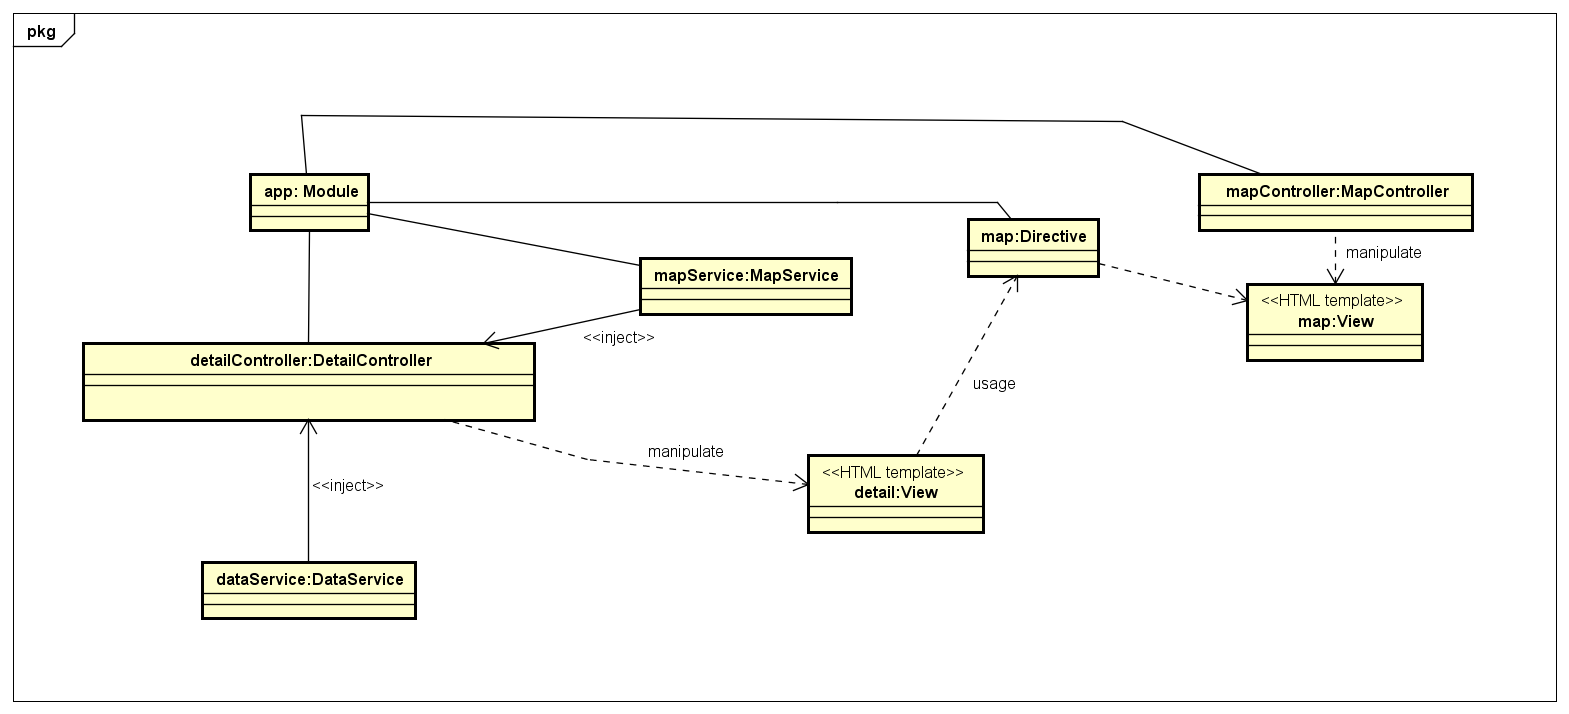 pkg
app: Module
mapController:MapController
map:Directive
manipulate
mapService:MapService
<<HTML template>>
map:View
<<inject>>
detailController:DetailController
usage
manipulate
<<HTML template>>
detail:View
<<inject>>
dataService:DataService